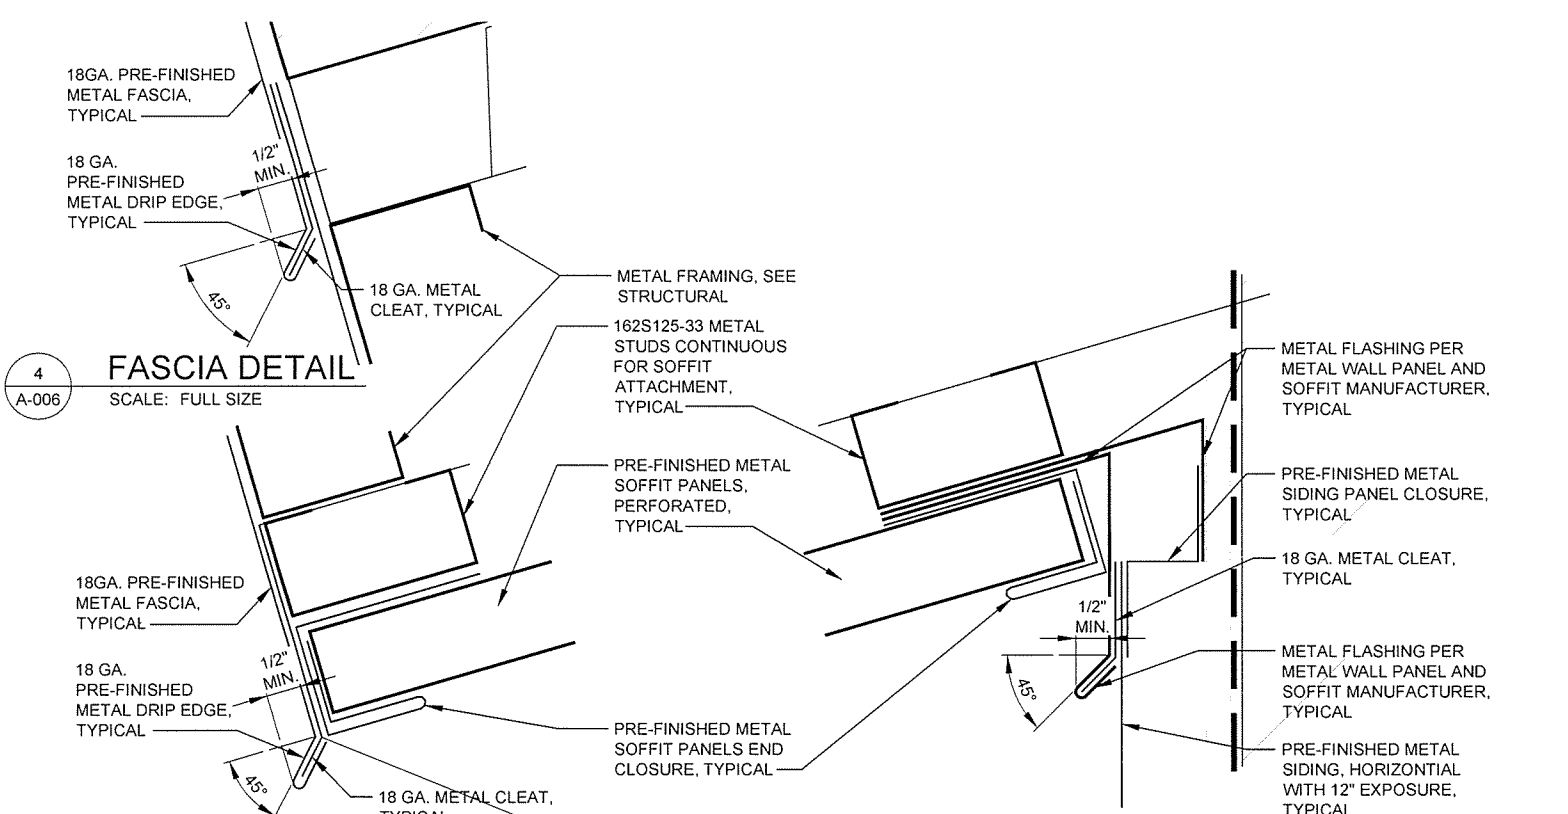 18GA. PRE-FINISHED
METAL FASCIA,
TYPICAL
1/2"
MIN.
18 GA.
PRE-FINISHED
METAL DRIP EDGE,
TYPICAL
45°
18 GA. METAL
CLEAT, TYPICAL
4
A-006
FASCIA DETAIL
SCALE: FULL SIZE
METAL FRAMING, SEE
STRUCTURAL
162S125-33 METAL
STUDS CONTINUOUS
FOR SOFFIT
ATTACHMENT,
TYPICAL
PRE-FINISHED METAL
SOFFIT PANELS,
PERFORATED,
TYPICAL
18GA. PRE-FINISHED
METAL FASCIA,
TYPICAL
1/2"
MIN.
18 GA.
PRE-FINISHED
METAL DRIP EDGE,
TYPICAL
45°
18 GA. METAL CLEAT,
TYPICAL
PRE-FINISHED METAL
SOFFIT PANELS END
CLOSURE, TYPICAL
METAL FLASHING PER
METAL WALL PANEL AND
SOFFIT MANUFACTURER,
TYPICAL
PRE-FINISHED METAL
SIDING PANEL CLOSURE,
TYPICAL
18 GA. METAL CLEAT,
TYPICAL
1/2"
MIN.
45°
METAL FLASHING PER
METAL WALL PANEL AND
SOFFIT MANUFACTURER,
TYPICAL
PRE-FINISHED METAL
SIDING, HORIZONTIAL
WITH 12" EXPOSURE,
TYPICAL